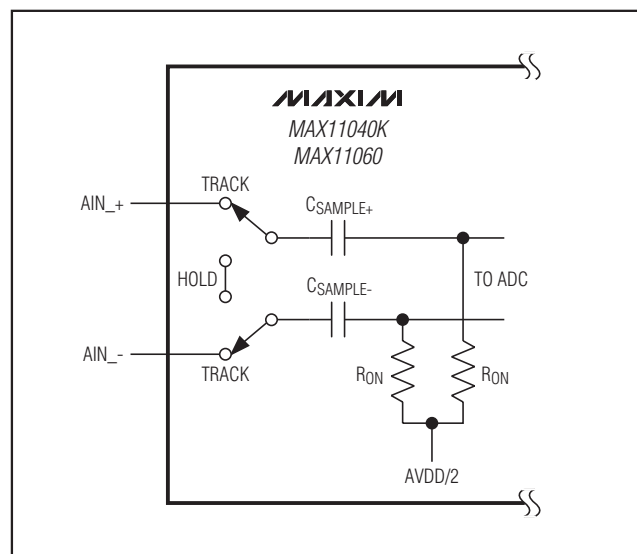 MAXIM
MAX11040K
MAX11060
TRACK
AIN_+
CSAMPLE+
HOLD
TO ADC
CSAMPLE-
AIN_-
TRACK
RON
RON
AVDD/2